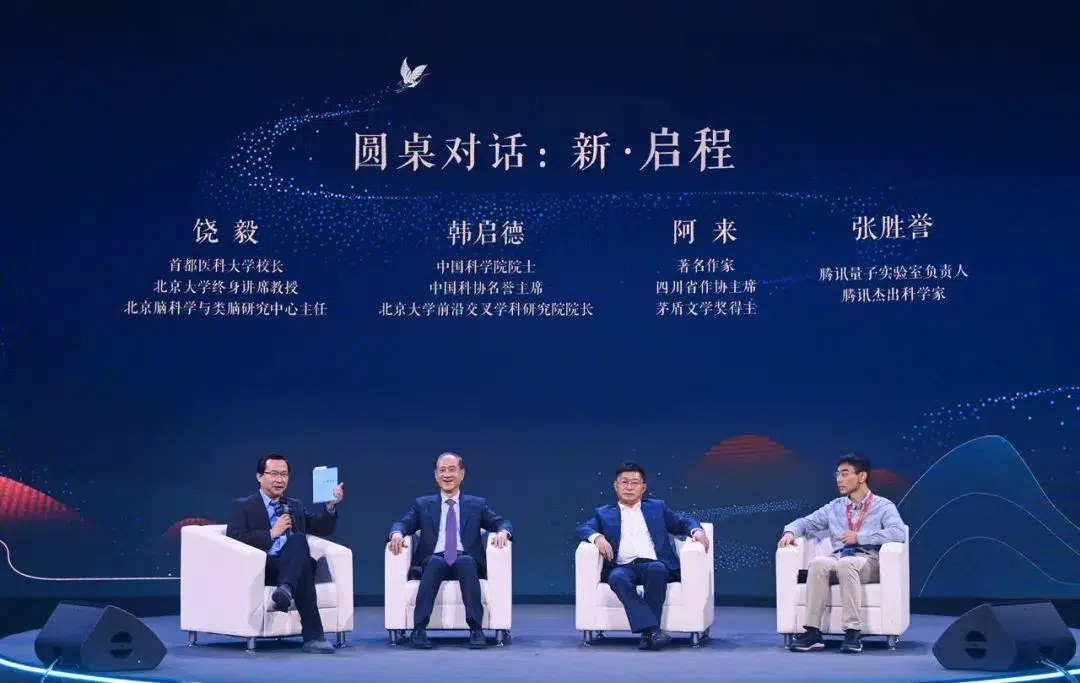 圆桌对话：新·启程
饶 毅
首都医科大学校长
北京大学终身讲席教授
北京脑科学与类脑研究中心主任
韩启德
中国科学院院士
中国科协名誉主席
北京大学前沿交叉学科研究院院长
阿 来
著名作家
四川省作协主席
茅盾文学奖得主
张胜誉
腾讯量子实验室负责人
腾讯杰出科学家